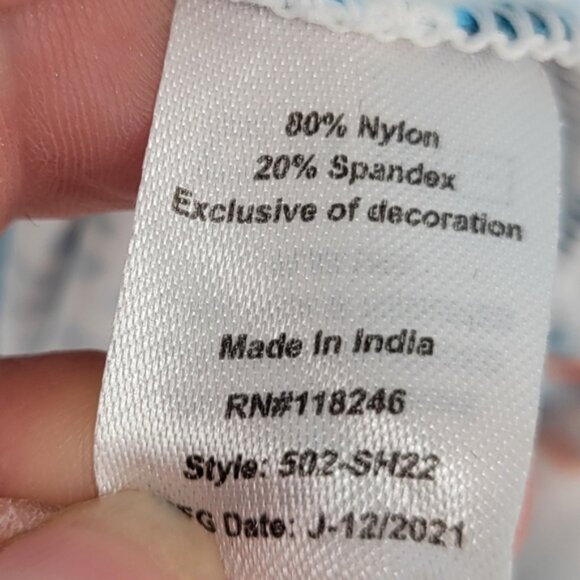 80% Nylon
20% Spandex
Exclusive of decoration
Made In India
RN#118246
Style: 502-SH22
Date: J-12/2021